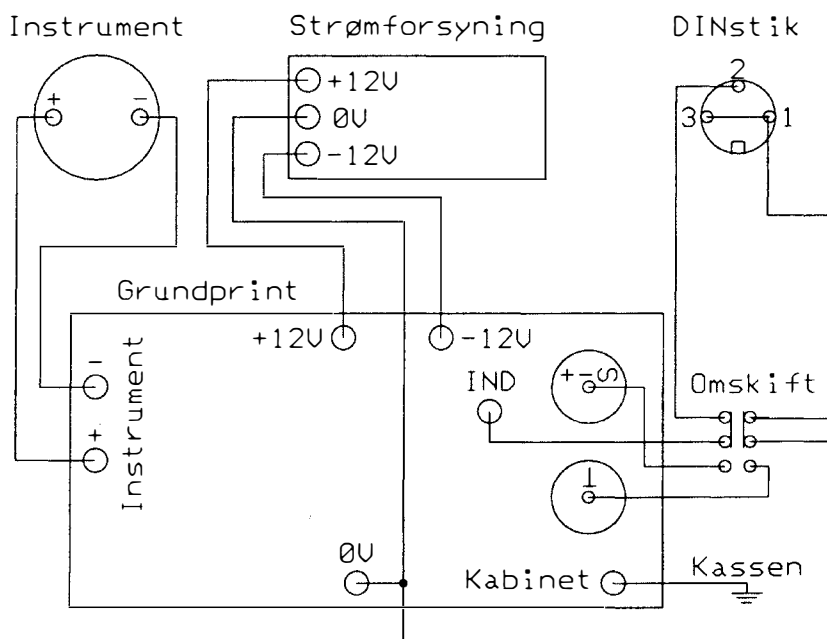 Instrument
Strømforsyning
DINstik
+ -
+12V
0V
-12V
2
3
1
Grundprint
+12V
-12V
-
Instrument
+
IND
+ - S
Omskift
⊥
0V
Kabinet
Kassen